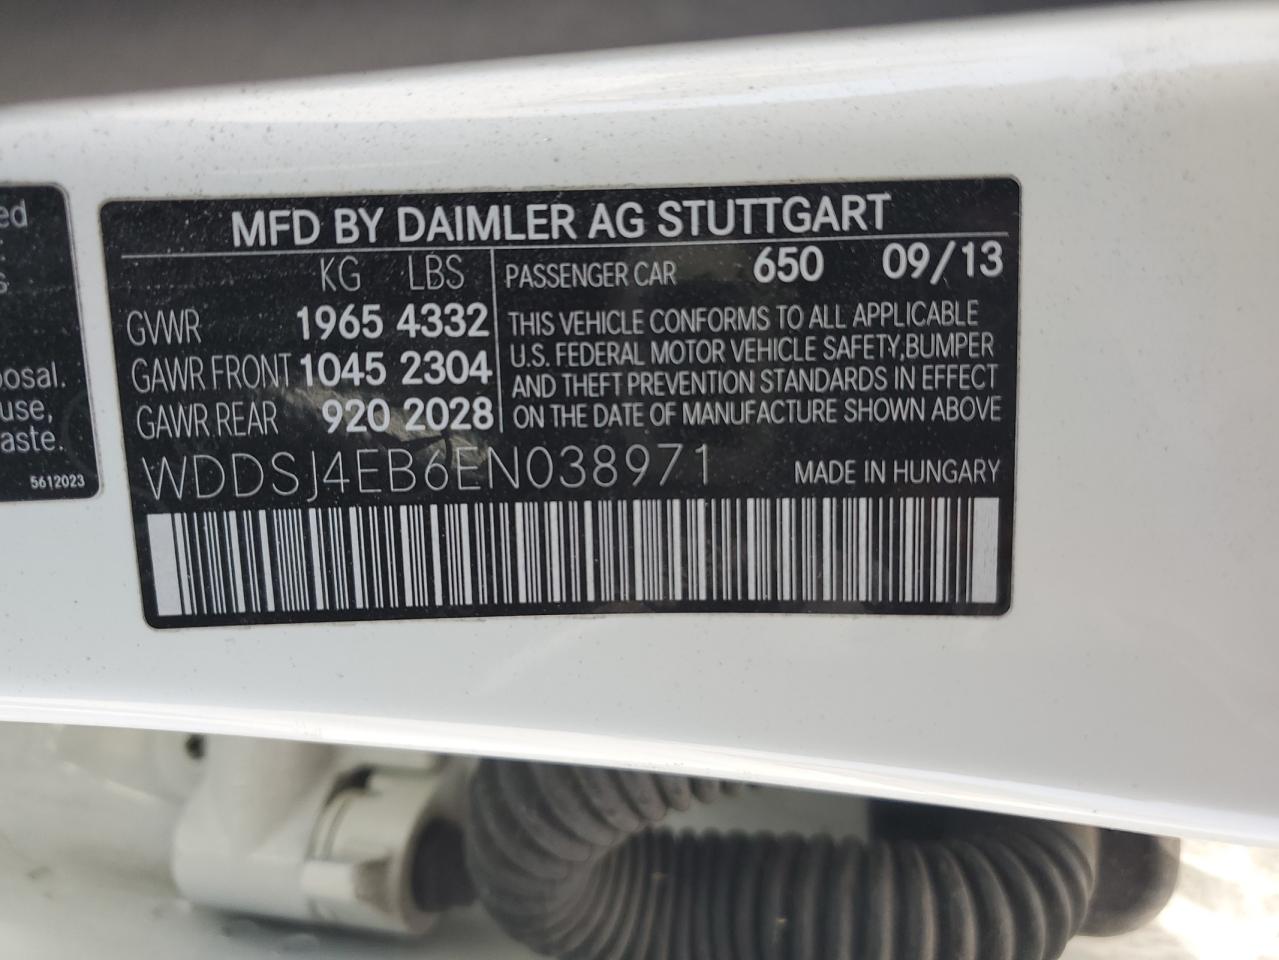 ed
posal.
use,
aste.
5612023
MFD BY DAIMLER AG STUTTGART
KG LBS
GVWR 1965 4332
GAWR FRONT 1045 2304
GAWR REAR 920 2028
PASSENGER CAR 650 09/13
THIS VEHICLE CONFORMS TO ALL APPLICABLE
U.S. FEDERAL MOTOR VEHICLE SAFETY,BUMPER
AND THEFT PREVENTION STANDARDS IN EFFECT
ON THE DATE OF MANUFACTURE SHOWN ABOVE
WDDSJ4EB6EN038971 MADE IN HUNGARY